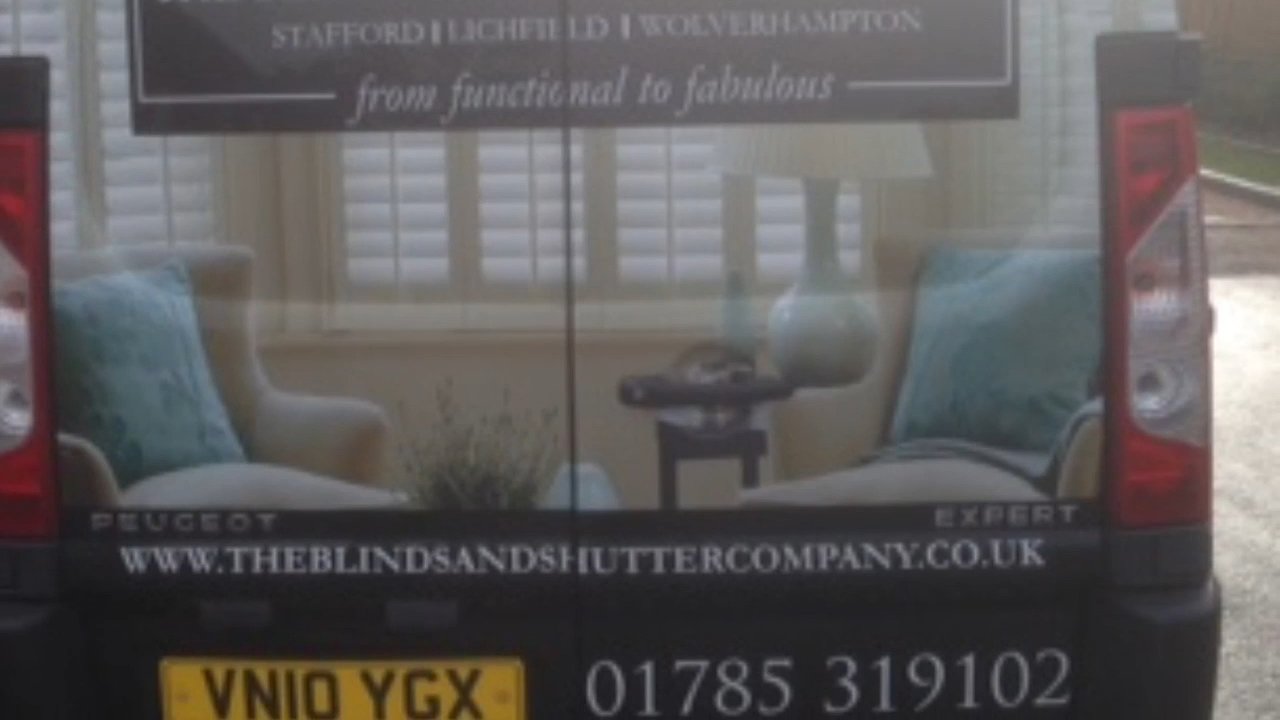 STAFFORD | LICHFIELD | WOLVERHAMPTON
from functional to fabulous
PEUGEOT EXPERT
WWW.THEBLINDSANDSHUTTERCOMPANY.CO.UK
VN10 YGX
01785 319102